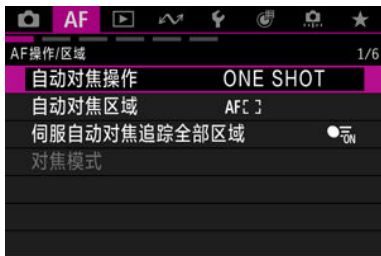 AF
AF操作/区域 1/6
自动对焦操作 ONE SHOT
自动对焦区域 AF[ ]
伺服自动对焦追踪全部区域 ON
对焦模式